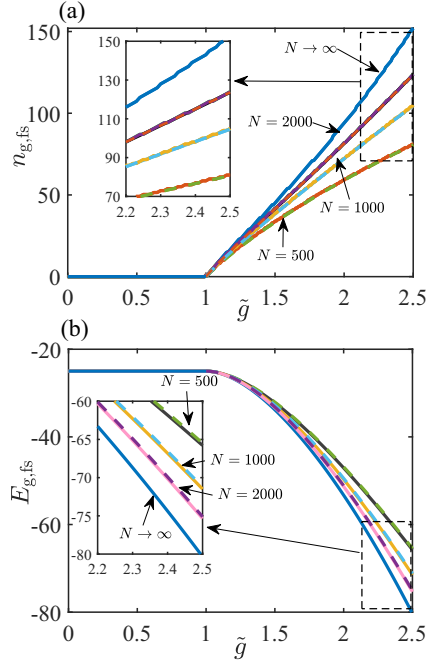 (a)
150
100
50
0
n_g,fs
150
130
110
90
70
2.2 2.3 2.4 2.5
N → ∞
N = 2000
N = 1000
N = 500
0 0.5 1 1.5 2 2.5
g̃
(b)
-20
-40
-60
-80
E_g,fs
-60
-65
-70
-75
-80
2.2 2.3 2.4 2.5
N = 500
N = 1000
N = 2000
N → ∞
0 0.5 1 1.5 2 2.5
g̃